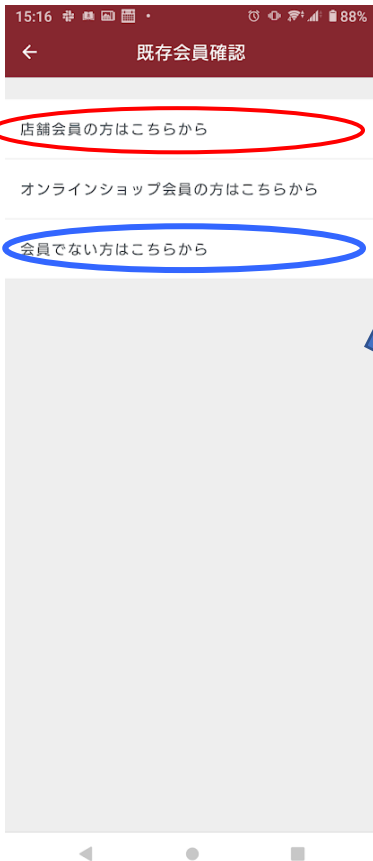 15:16
88%
既存会員確認
店舗会員の方はこちらから
オンラインショップ会員の方はこちらから
会員でない方はこちらから